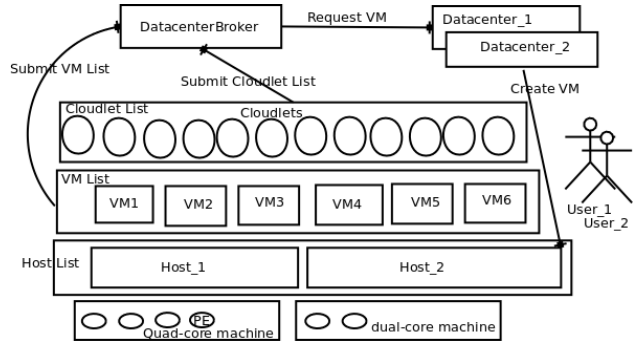 DatacenterBroker
Request VM
Datacenter_1
Datacenter_2
Submit VM List
Submit Cloudlet List
Create VM
Cloudlet List
Cloudlets
VM List
VM1
VM2
VM3
VM4
VM5
VM6
User_1
User_2
Host List
Host_1
Host_2
PE
Quad-core machine
dual-core machine